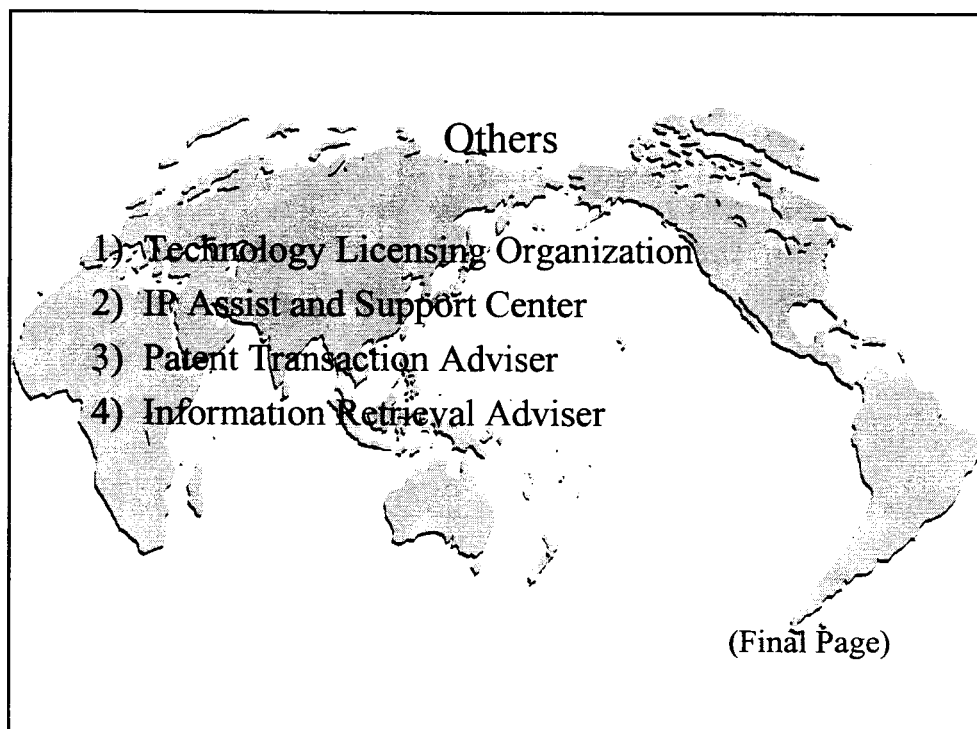 Others
1) Technology Licensing Organization
2) IP Assist and Support Center
3) Patent Transaction Adviser
4) Information Retrieval Adviser
(Final Page)